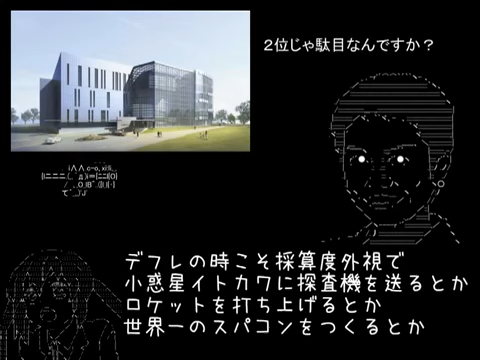 2位じゃ駄目なんですか?
デフレの時こそ採算度外視で
小惑星イトカワに探査機を送るとか
ロケットを打ち上げるとか
世界一のスパコンをつくるとか